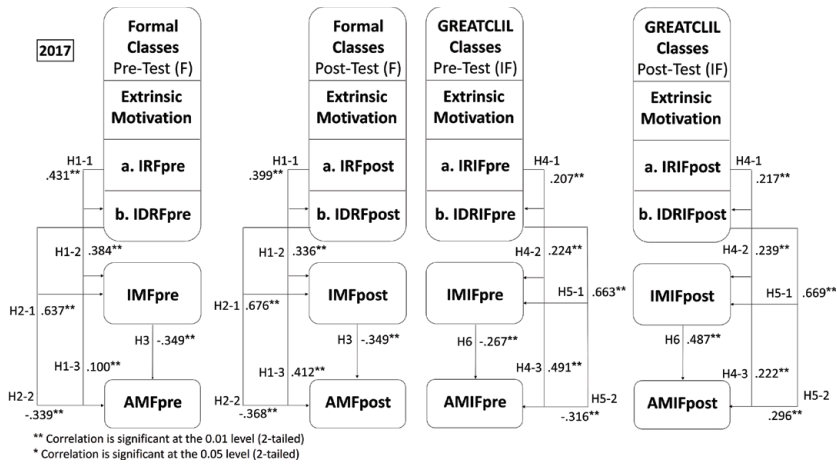 2017
Formal
Classes
Pre-Test (F)
Extrinsic
Motivation
a. IRFpre
b. IDRFpre
IMFpre
AMFpre
H1-1
.431**
H1-2
.384**
H2-1
.637**
H3
-.349**
H1-3
.100**
H2-2
-.339**
Formal
Classes
Post-Test (F)
Extrinsic
Motivation
a. IRFpost
b. IDRFpost
IMFpost
AMFpost
H1-1
.399**
H1-2
.336**
H2-1
.676**
H3
-.349**
H1-3
.412**
H2-2
-.368**
GREATCLIL
Classes
Pre-Test (IF)
Extrinsic
Motivation
a. IRIFpre
b. IDRIFpre
IMIFpre
AMIFpre
H4-1
.207**
H4-2
.224**
H5-1
.663**
H6
-.267**
H4-3
.491**
H5-2
-.316**
GREATCLIL
Classes
Post-Test (IF)
Extrinsic
Motivation
a. IRIFpost
b. IDRIFpost
IMIFpost
AMIFpost
H4-1
.217**
H4-2
.239**
H5-1
.669**
H6
.487**
H4-3
.222**
H5-2
.296**
** Correlation is significant at the 0.01 level (2-tailed)
* Correlation is significant at the 0.05 level (2-tailed)